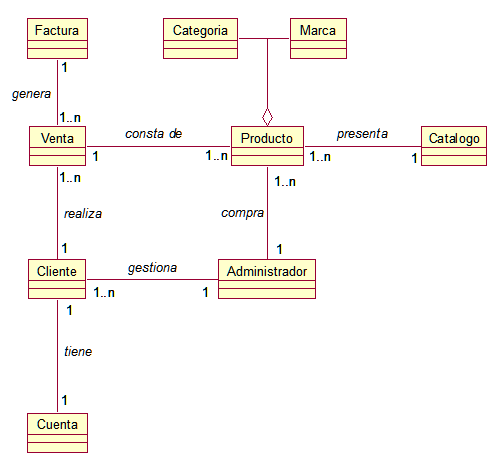 Factura
Categoria
Marca
1
genera
1..n
Venta
consta de
Producto
presenta
Catalogo
1
1..n
1..n
1
1..n
1..n
realiza
compra
1
1
Cliente
gestiona
Administrador
1..n
1
1
tiene
1
Cuenta